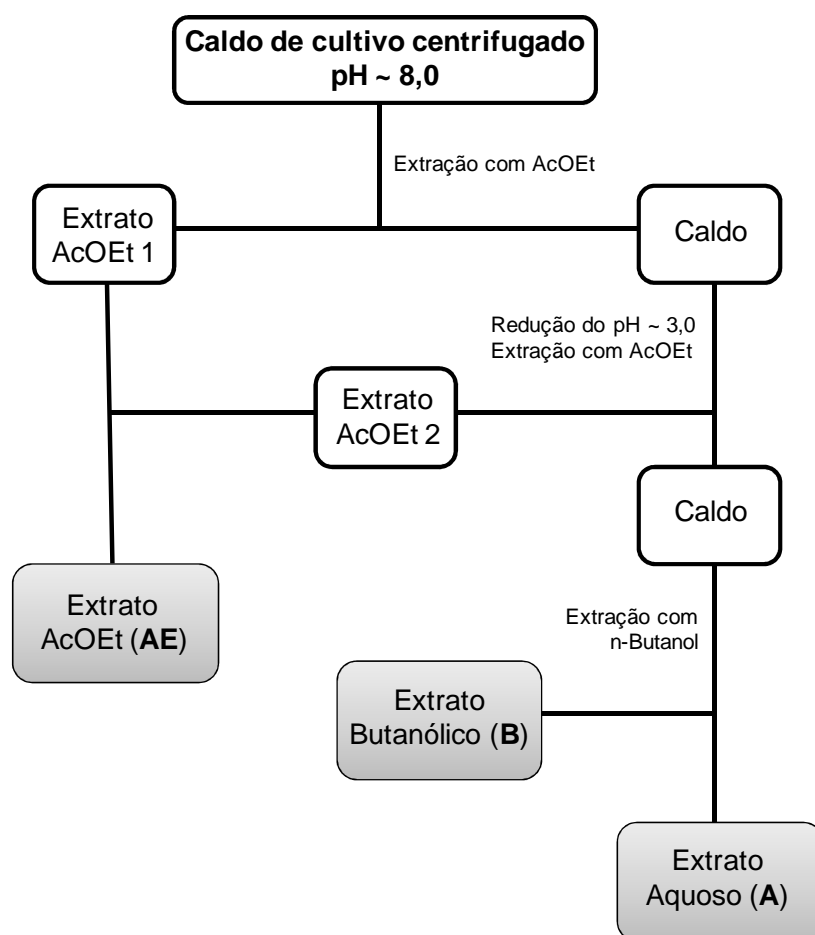 Caldo de cultivo centrifugado
pH ~ 8,0
Extração com AcOEt
Extrato
AcOEt 1
Caldo
Redução do pH ~ 3,0
Extração com AcOEt
Extrato
AcOEt 2
Caldo
Extrato
AcOEt (AE)
Extração com
n-Butanol
Extrato
Butanólico (B)
Extrato
Aquoso (A)